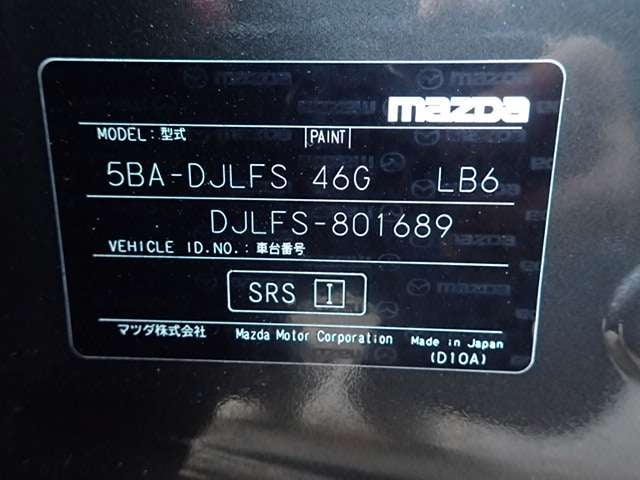 mazda
MODEL:型式 PAINT
5BA-DJLFS 46G LB6
DJLFS-801689
VEHICLE ID.NO.:車台番号
SRS I
マツダ株式会社 Mazda Motor Corporation Made in Japan
(D10A)